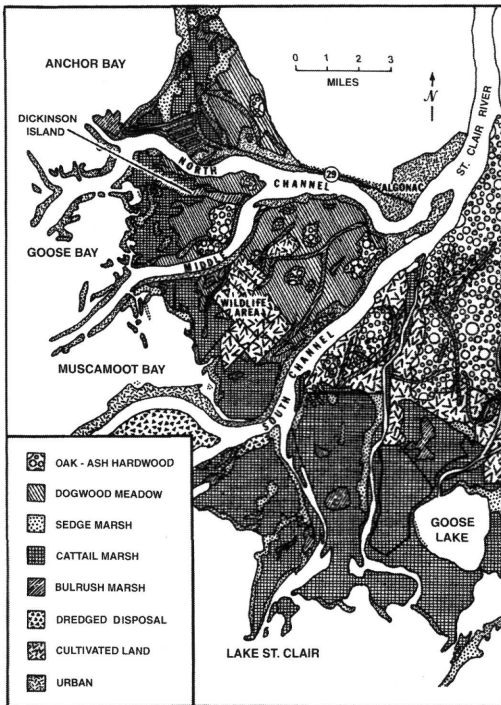 ANCHOR BAY
0 1 2 3
MILES
N
ST. CLAIR RIVER
DICKINSON
ISLAND
NORTH CHANNEL
29
ALGONAC
GOOSE BAY
MIDDL
WILDLIFE
AREA
MUSCAMOOT BAY
SOUTH CHANNEL
OAK - ASH HARDWOOD
DOGWOOD MEADOW
SEDGE MARSH
CATTAIL MARSH
BULRUSH MARSH
DREDGED DISPOSAL
CULTIVATED LAND
URBAN
GOOSE
LAKE
LAKE ST. CLAIR